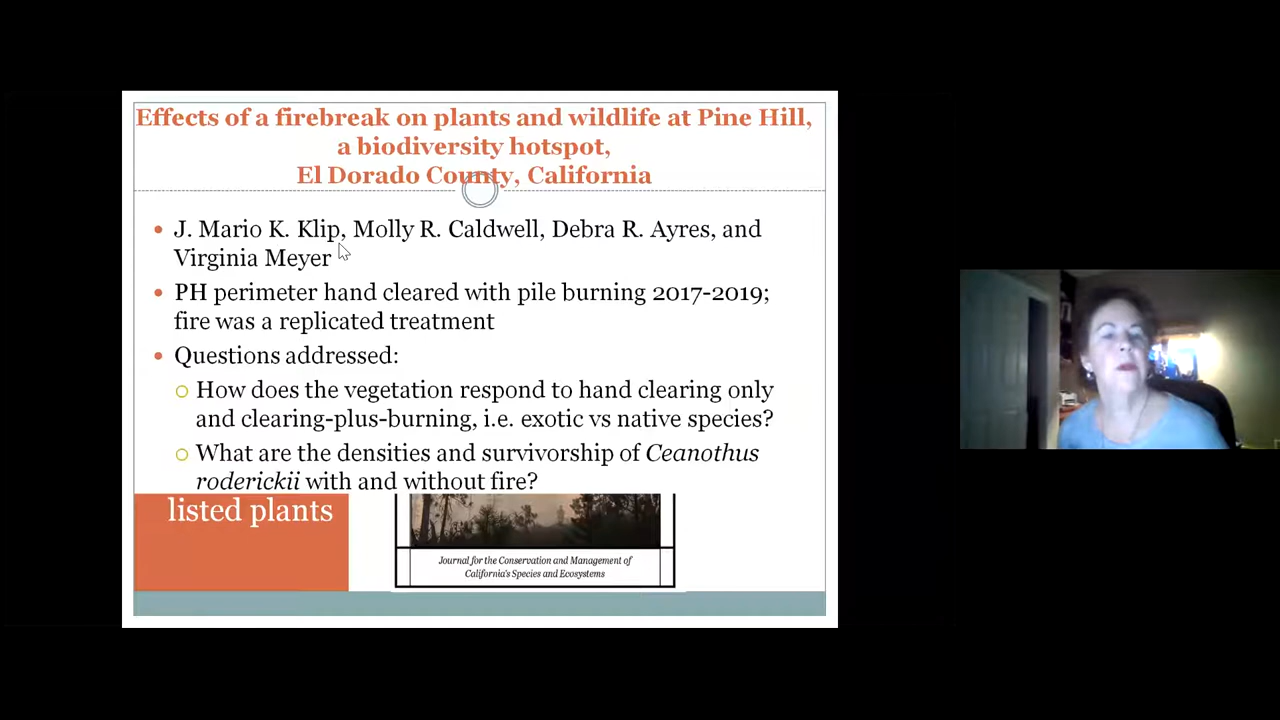 Effects of a firebreak on plants and wildlife at Pine Hill,
a biodiversity hotspot,
El Dorado County, California
J. Mario K. Klip, Molly R. Caldwell, Debra R. Ayres, and
Virginia Meyer
PH perimeter hand cleared with pile burning 2017-2019;
fire was a replicated treatment
Questions addressed:
How does the vegetation respond to hand clearing only
and clearing-plus-burning, i.e. exotic vs native species?
What are the densities and survivorship of Ceanothus
roderickii with and without fire?
listed plants
Journal for the Conservation and Management of
California's Species and Ecosystems